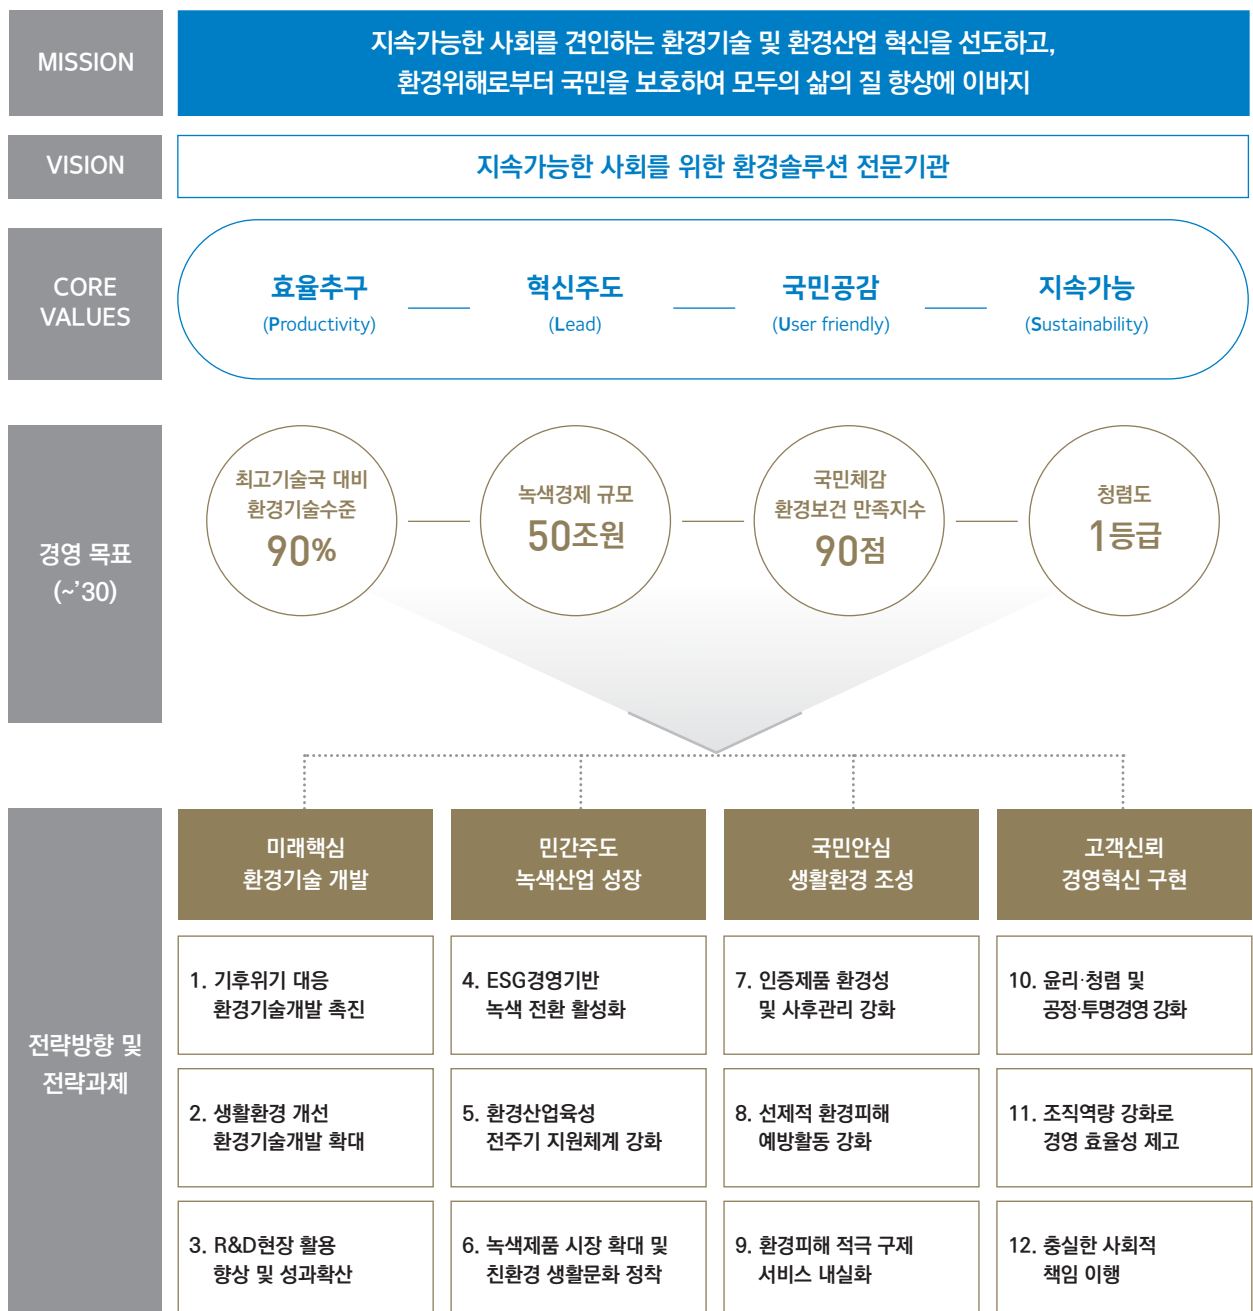 MISSION
지속가능한 사회를 견인하는 환경기술 및 환경산업 혁신을 선도하고,
환경위해로부터 국민을 보호하여 모두의 삶의 질 향상에 이바지
VISION
지속가능한 사회를 위한 환경솔루션 전문기관
CORE
VALUES
효율추구
(Productivity)
혁신주도
(Lead)
국민공감
(User friendly)
지속가능
(Sustainability)
경영 목표
(~’30)
최고기술국 대비
환경기술수준
90%
녹색경제 규모
50조원
국민체감
환경보건 만족지수
90점
청렴도
1등급
전략방향 및
전략과제
미래핵심
환경기술 개발
1. 기후위기 대응
환경기술개발 촉진
2. 생활환경 개선
환경기술개발 확대
3. R&D현장 활용
향상 및 성과확산
민간주도
녹색산업 성장
4. ESG경영기반
녹색 전환 활성화
5. 환경산업육성
전주기 지원체계 강화
6. 녹색제품 시장 확대 및
친환경 생활문화 정착
국민안심
생활환경 조성
7. 인증제품 환경성
및 사후관리 강화
8. 선제적 환경피해
예방활동 강화
9. 환경피해 적극 구제
서비스 내실화
고객신뢰
경영혁신 구현
10. 윤리·청렴 및
공정·투명경영 강화
11. 조직역량 강화로
경영 효율성 제고
12. 충실한 사회적
책임 이행